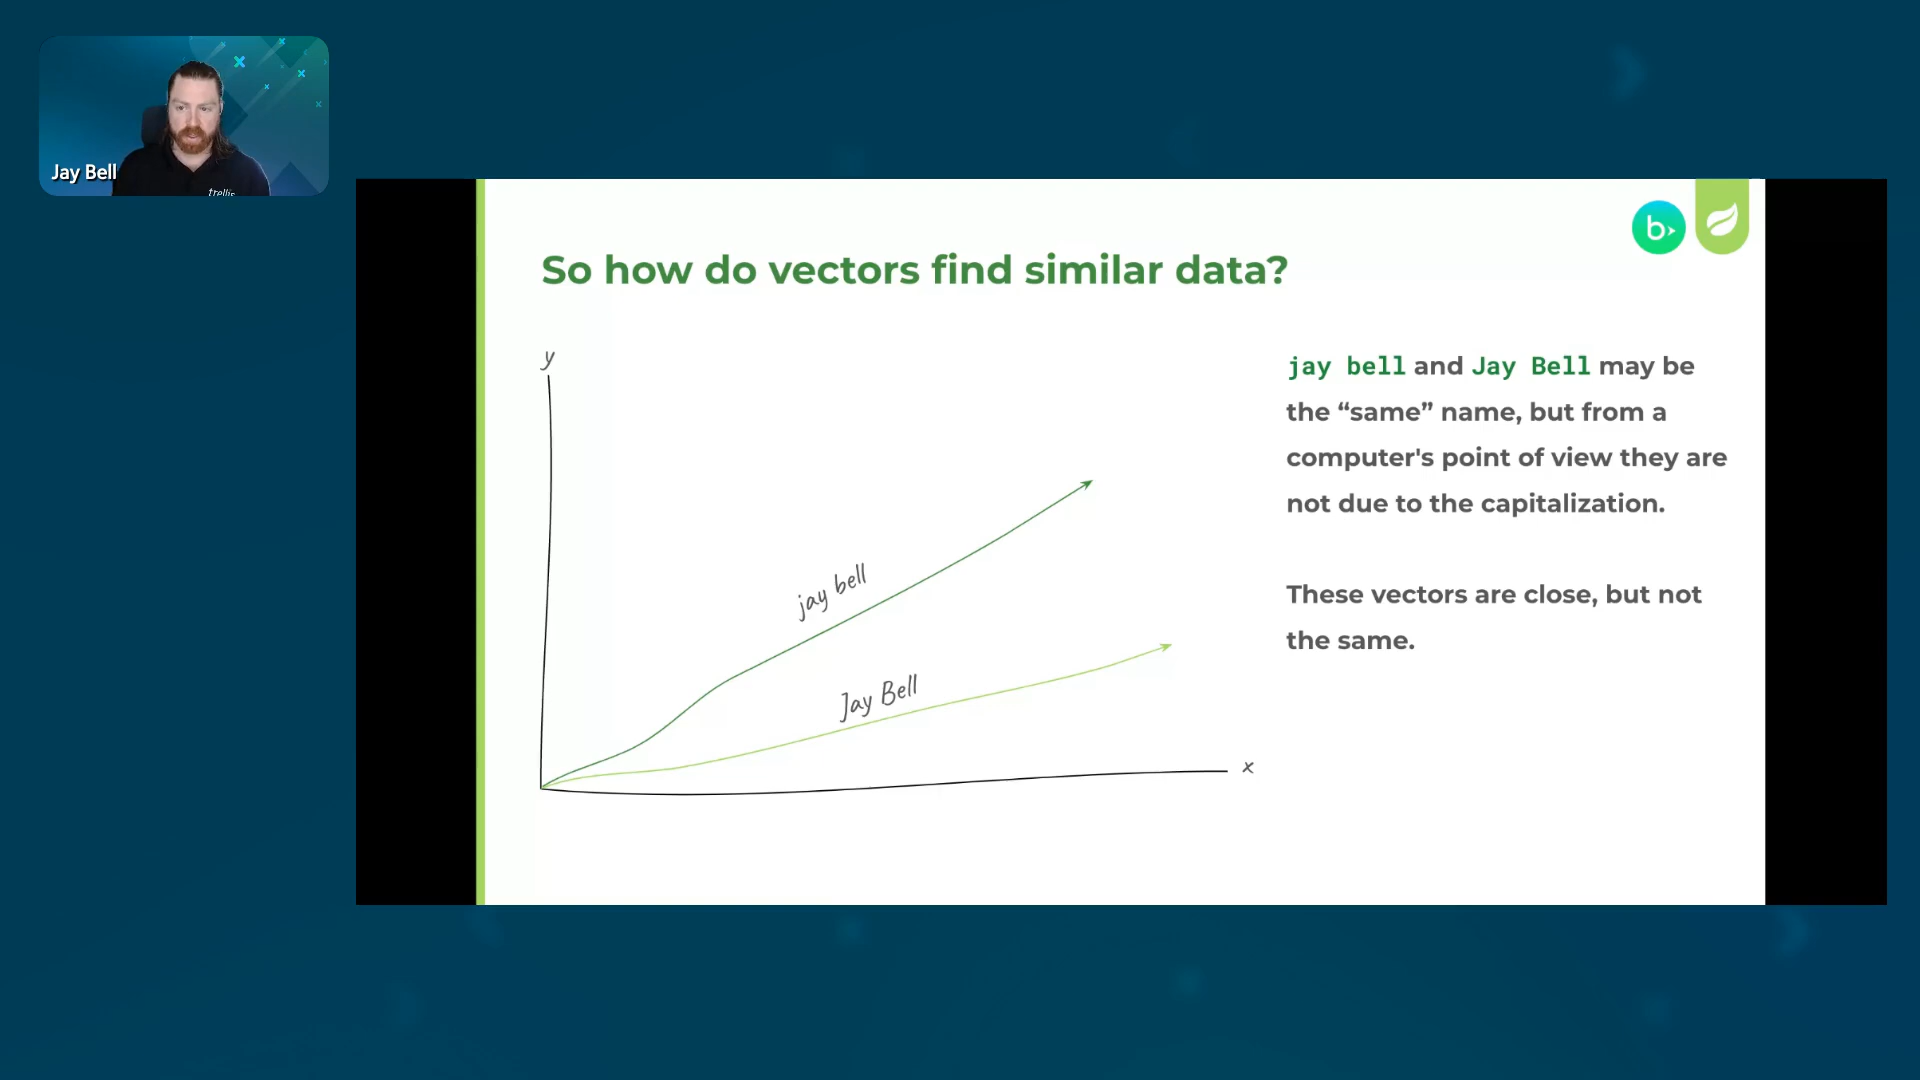 Jay Bell
trellis
b
So how do vectors find similar data?
y
jay bell
Jay Bell
x
jay bell and Jay Bell may be
the “same” name, but from a
computer's point of view they are
not due to the capitalization.
These vectors are close, but not
the same.